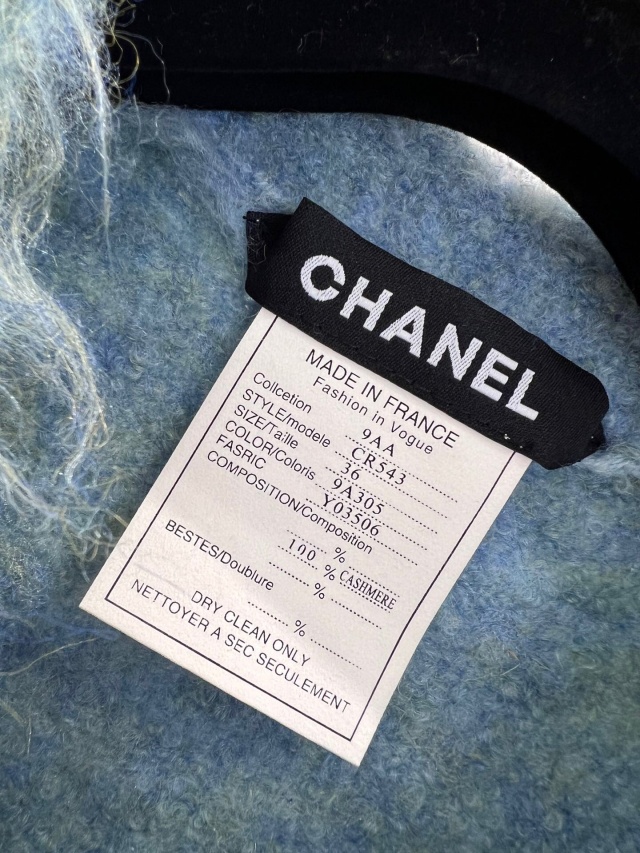 CHANEL
MADE IN FRANCE
Fashion in Vogue
Collcetion 9AA
STYLE/modele CR543
SIZE/Taille 36
COLOR/Coloris 9A305
FASRIC Y03506
COMPOSITION/Composition
%
100 % CASHMERE
%
BESTES/Doublure
%
DRY CLEAN ONLY
NETTOYER A SEC SECULEMENT